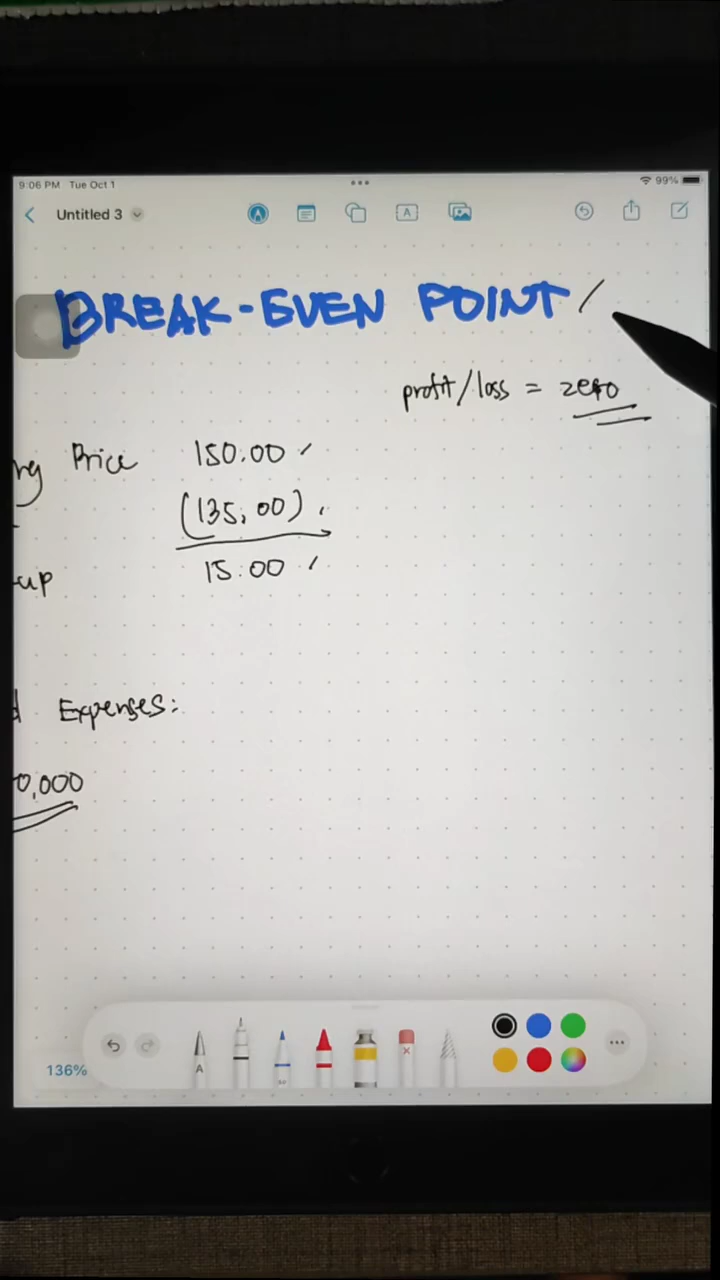 9:06 PM Tue Oct 1
99%
Untitled 3
BREAK-EVEN POINT
profit/loss = zero
ng Price 150.00
(135,00)
-up 15.00
d Expenses:
0,000
136%